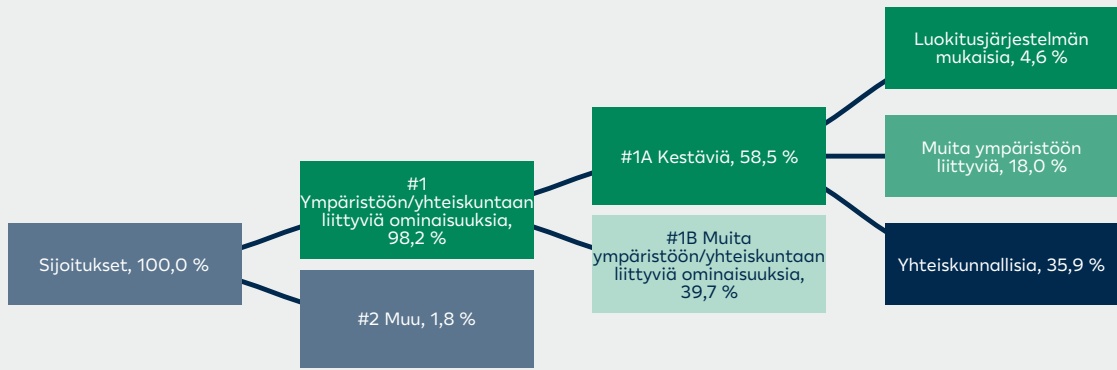 Sijoitukset, 100,0 %
#1
Ympäristöön/yhteiskuntaan
liittyviä ominaisuuksia,
98,2 %
#2 Muu, 1,8 %
#1A Kestäviä, 58,5 %
#1B Muita
ympäristöön/yhteiskuntaan
liittyviä ominaisuuksia,
39,7 %
Luokitusjärjestelmän
mukaisia, 4,6 %
Muita ympäristöön
liittyviä, 18,0 %
Yhteiskunnallisia, 35,9 %